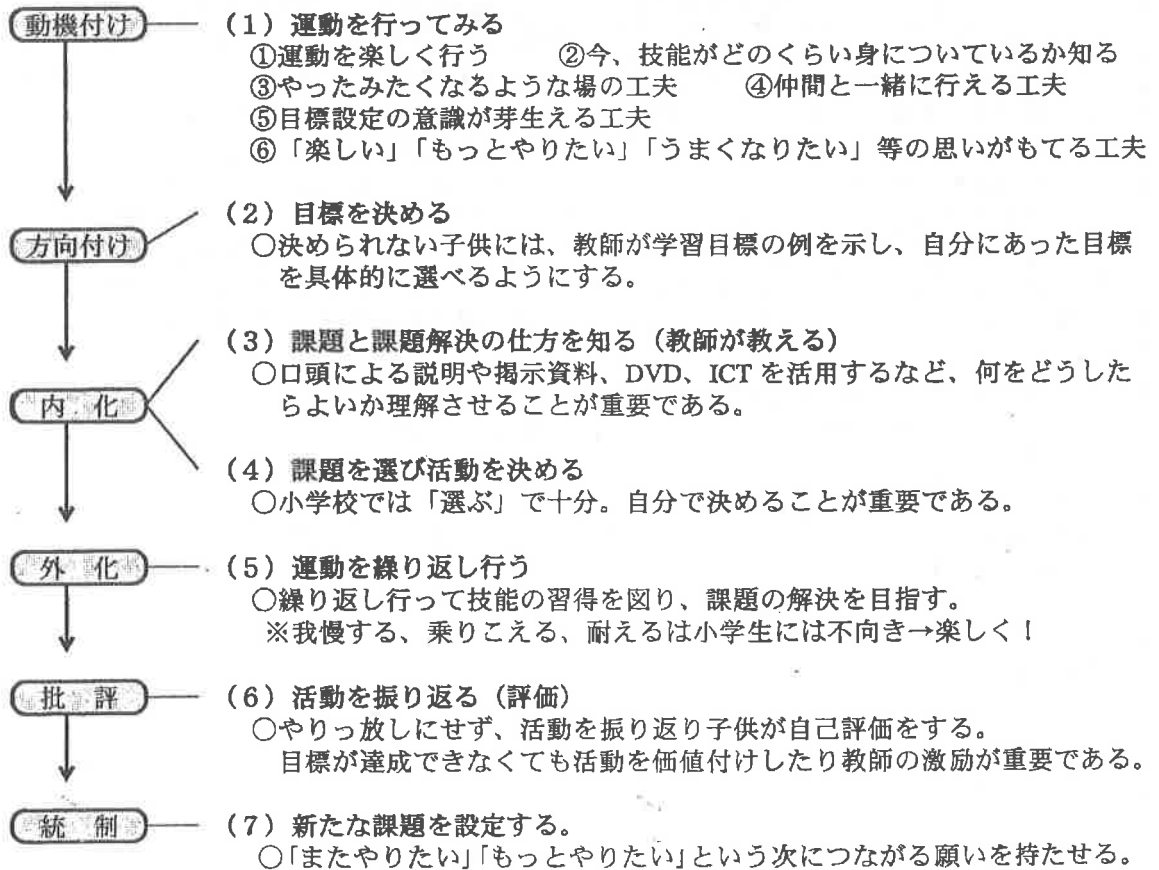 動機付け
（１）運動を行ってみる
①運動を楽しく行う　②今、技能がどのくらい身についているか知る
③やったみたくなるような場の工夫　④仲間と一緒に行える工夫
⑤目標設定の意識が芽生える工夫
⑥「楽しい」「もっとやりたい」「うまくなりたい」等の思いがもてる工夫
方向付け
（２）目標を決める
○決められない子供には、教師が学習目標の例を示し、自分にあった目標
を具体的に選べるようにする。
内　化
（３）課題と課題解決の仕方を知る（教師が教える）
○口頭による説明や掲示資料、DVD、ICT を活用するなど、何をどうした
らよいか理解させることが重要である。
（４）課題を選び活動を決める
○小学校では「選ぶ」で十分。自分で決めることが重要である。
外　化
（５）運動を繰り返し行う
○繰り返し行って技能の習得を図り、課題の解決を目指す。
※我慢する、乗りこえる、耐えるは小学生には不向き→楽しく！
批　評
（６）活動を振り返る（評価）
○やりっ放しにせず、活動を振り返り子供が自己評価をする。
目標が達成できなくても活動を価値付けしたり教師の激励が重要である。
統　制
（７）新たな課題を設定する。
○「またやりたい」「もっとやりたい」という次につながる願いを持たせる。